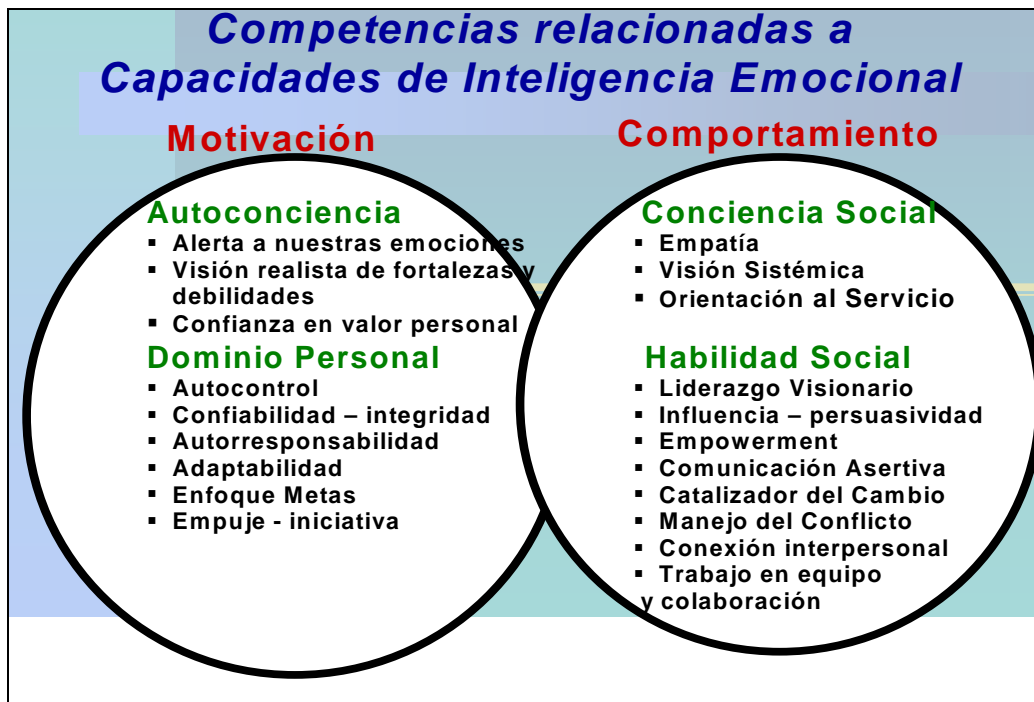 Competencias relacionadas a
Capacidades de Inteligencia Emocional
Motivación
Autoconciencia
▪ Alerta a nuestras emociones
▪ Visión realista de fortalezas y
debilidades
▪ Confianza en valor personal
Dominio Personal
▪ Autocontrol
▪ Confiabilidad – integridad
▪ Autorresponsabilidad
▪ Adaptabilidad
▪ Enfoque Metas
▪ Empuje - iniciativa
Comportamiento
Conciencia Social
▪ Empatía
▪ Visión Sistémica
▪ Orientación al Servicio
Habilidad Social
▪ Liderazgo Visionario
▪ Influencia – persuasividad
▪ Empowerment
▪ Comunicación Asertiva
▪ Catalizador del Cambio
▪ Manejo del Conflicto
▪ Conexión interpersonal
▪ Trabajo en equipo
y colaboración